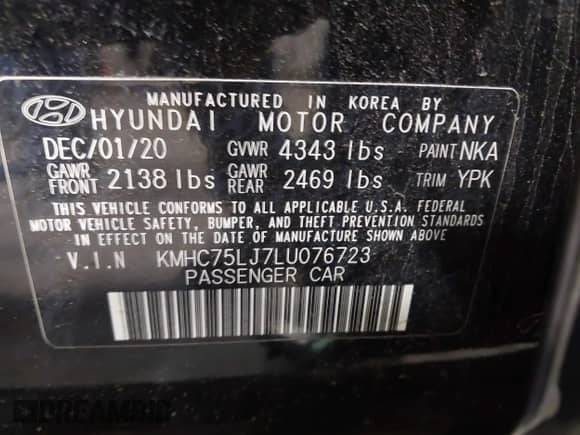 MANUFACTURED IN KOREA BY
HYUNDAI MOTOR COMPANY
DEC/01/20 GVWR 4343 lbs PAINT NKA
GAWR FRONT 2138 lbs GAWR REAR 2469 lbs TRIM YPK
THIS VEHICLE CONFORMS TO ALL APPLICABLE U.S.A. FEDERAL
MOTOR VEHICLE SAFETY, BUMPER, AND THEFT PREVENTION STANDARDS
IN EFFECT ON THE DATE OF MANUFACTURE SHOWN ABOVE
V.I.N KMHC75LJ7LU076723
PASSENGER CAR
DREAMBID